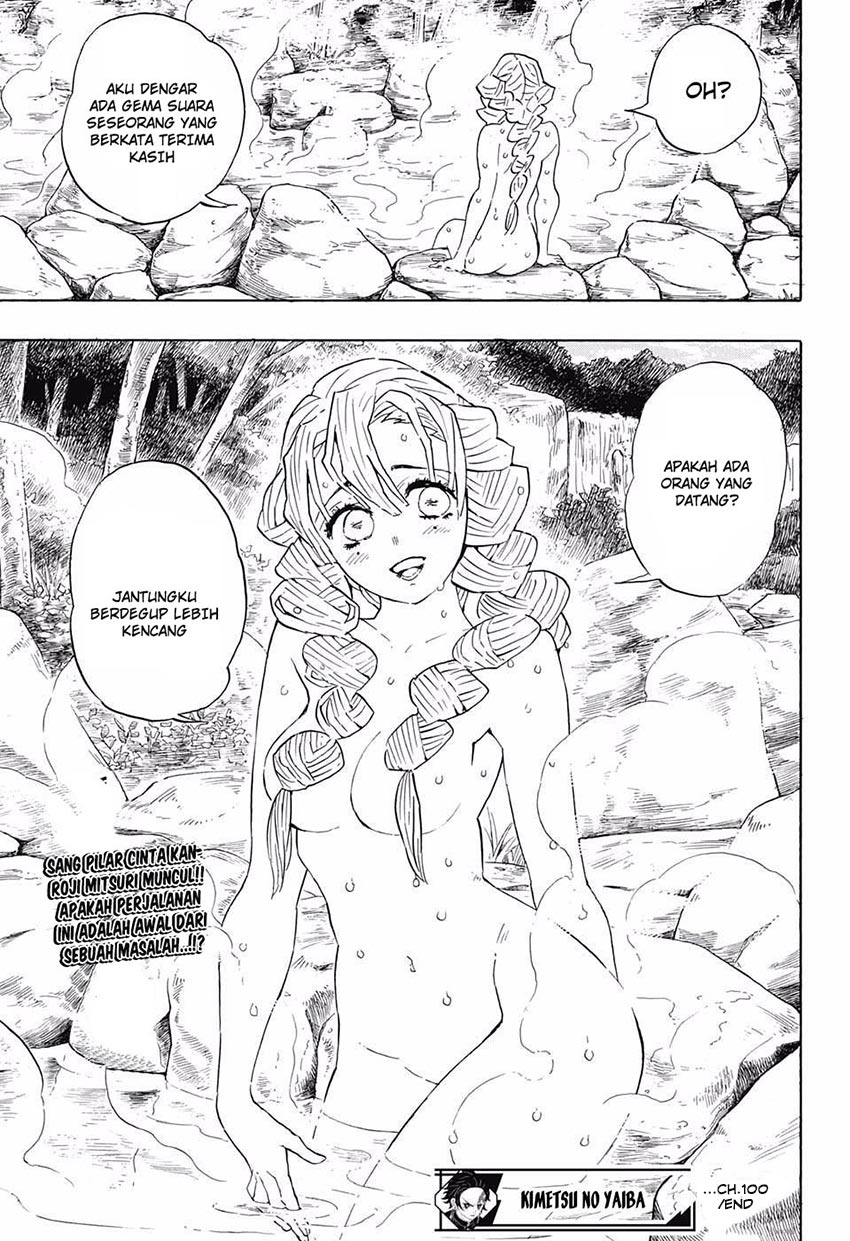 OH?
AKU DENGAR
ADA GEMA SUARA
SESEORANG YANG
BERKATA TERIMA
KASIH
APAKAH ADA
ORANG YANG
DATANG?
JANTUNGKU
BERDEGUP LEBIH
KENCANG
SANG PILAR CINTA KAN-
ROJI MITSURI MUNCUL!!
APAKAH PERJALANAN
INI ADALAH AWAL DARI
SEBUAH MASALAH..!!?
KIMETSU NO YAIBA
...CH.100
/END